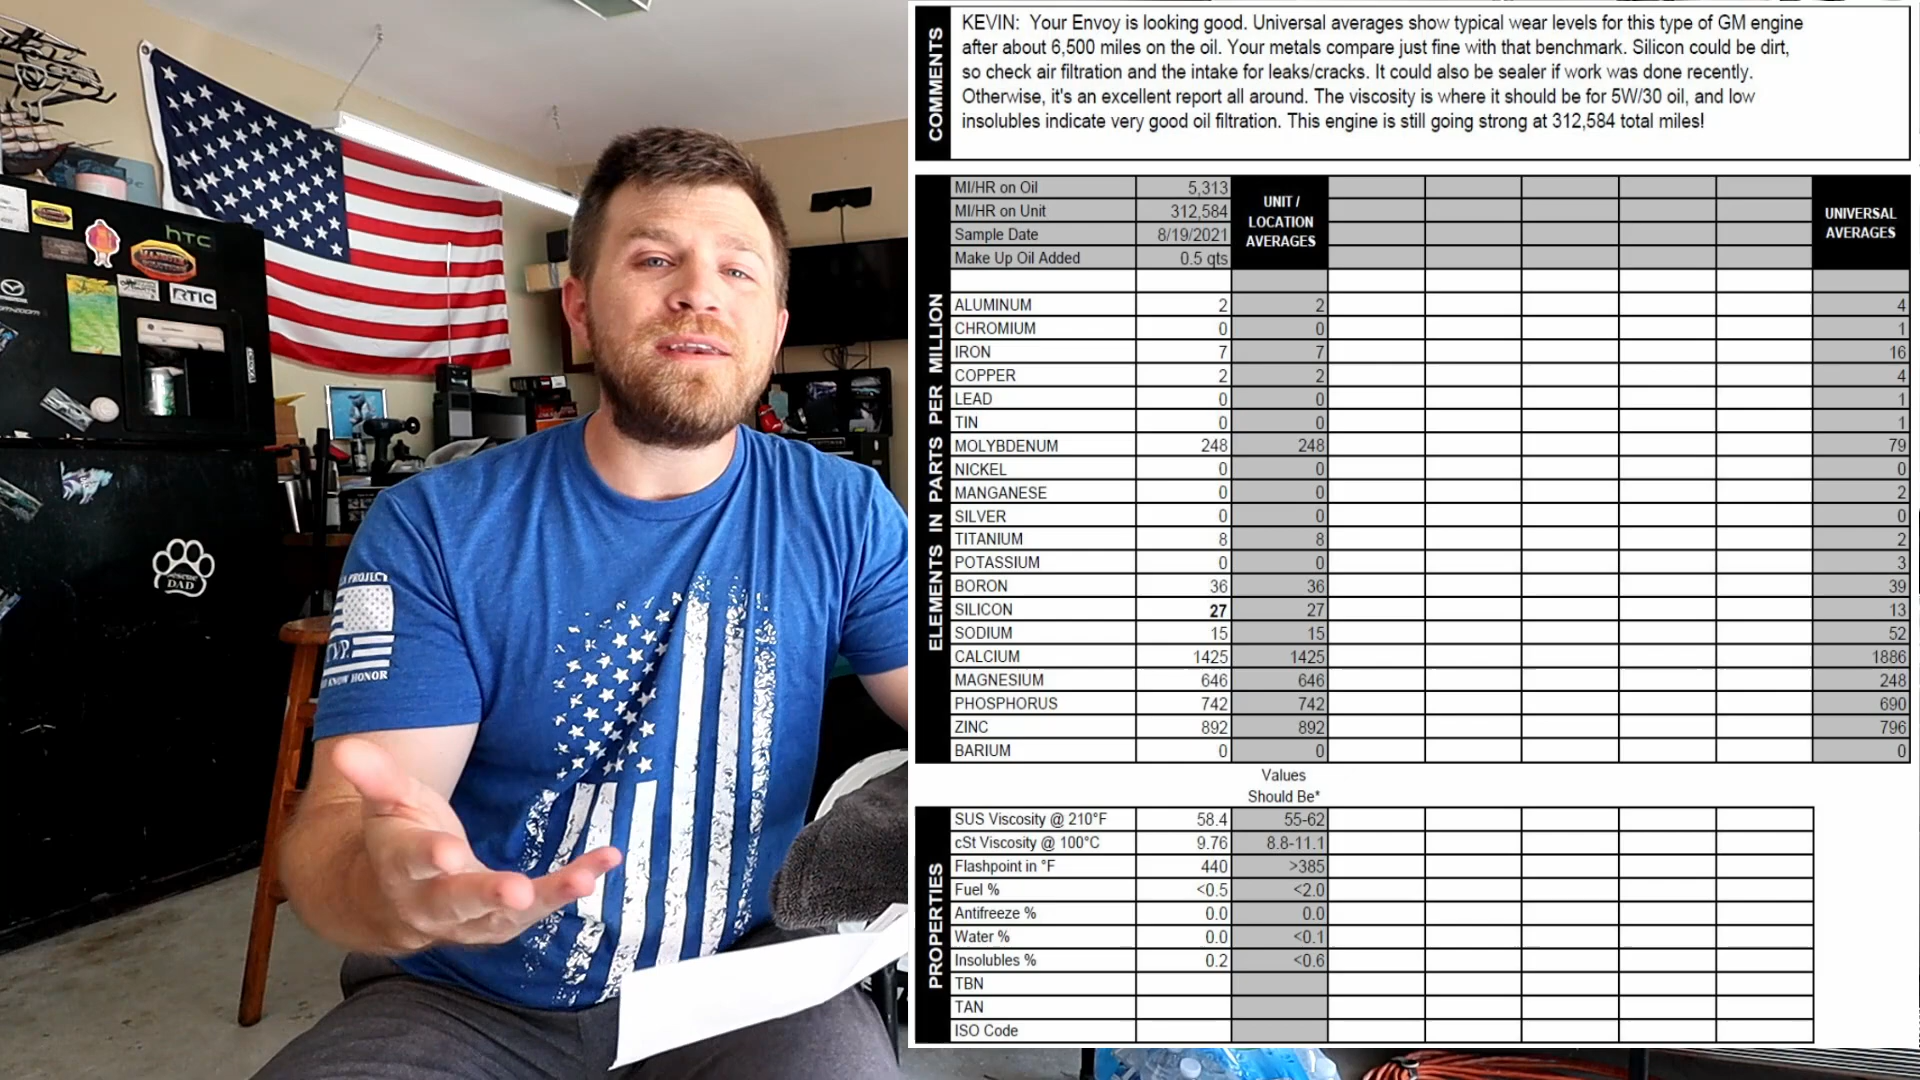 COMMENTS
KEVIN: Your Envoy is looking good. Universal averages show typical wear levels for this type of GM engine
after about 6,500 miles on the oil. Your metals compare just fine with that benchmark. Silicon could be dirt,
so check air filtration and the intake for leaks/cracks. It could also be sealer if work was done recently.
Otherwise, it's an excellent report all around. The viscosity is where it should be for 5W/30 oil, and low
insolubles indicate very good oil filtration. This engine is still going strong at 312,584 total miles!
MI/HR on Oil 5,313
MI/HR on Unit 312,584
Sample Date 8/19/2021
Make Up Oil Added 0.5 qts
UNIT /
LOCATION
AVERAGES
UNIVERSAL
AVERAGES
ELEMENTS IN PARTS PER MILLION
ALUMINUM 2 2 4
CHROMIUM 0 0 1
IRON 7 7 16
COPPER 2 2 4
LEAD 0 0 1
TIN 0 0 1
MOLYBDENUM 248 248 79
NICKEL 0 0 0
MANGANESE 0 0 2
SILVER 0 0 0
TITANIUM 8 8 2
POTASSIUM 0 0 3
BORON 36 36 39
SILICON 27 27 13
SODIUM 15 15 52
CALCIUM 1425 1425 1886
MAGNESIUM 646 646 248
PHOSPHORUS 742 742 690
ZINC 892 892 796
BARIUM 0 0 0
Values
Should Be*
PROPERTIES
SUS Viscosity @ 210°F 58.4 55-62
cSt Viscosity @ 100°C 9.76 8.8-11.1
Flashpoint in °F 440 >385
Fuel % <0.5 <2.0
Antifreeze % 0.0 0.0
Water % 0.0 <0.1
Insolubles % 0.2 <0.6
TBN
TAN
ISO Code
hTC
RTIC
rescue
DAD
PROJECT
KNOW HONOR